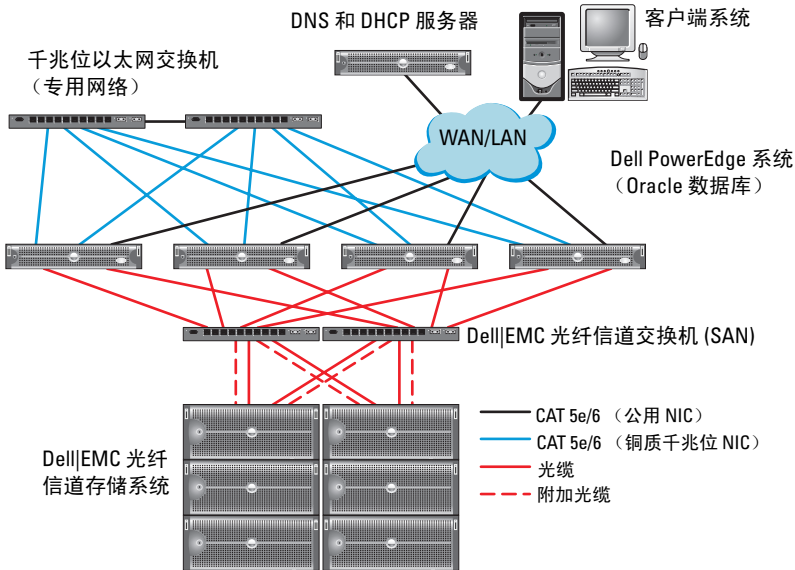 DNS 和 DHCP 服务器
客户端系统
千兆位以太网交换机
（专用网络）
WAN/LAN
Dell PowerEdge 系统
（Oracle 数据库）
Dell|EMC 光纤信道交换机 (SAN)
Dell|EMC 光纤
信道存储系统
CAT 5e/6 （公用 NIC）
CAT 5e/6 （铜质千兆位 NIC）
光缆
附加光缆